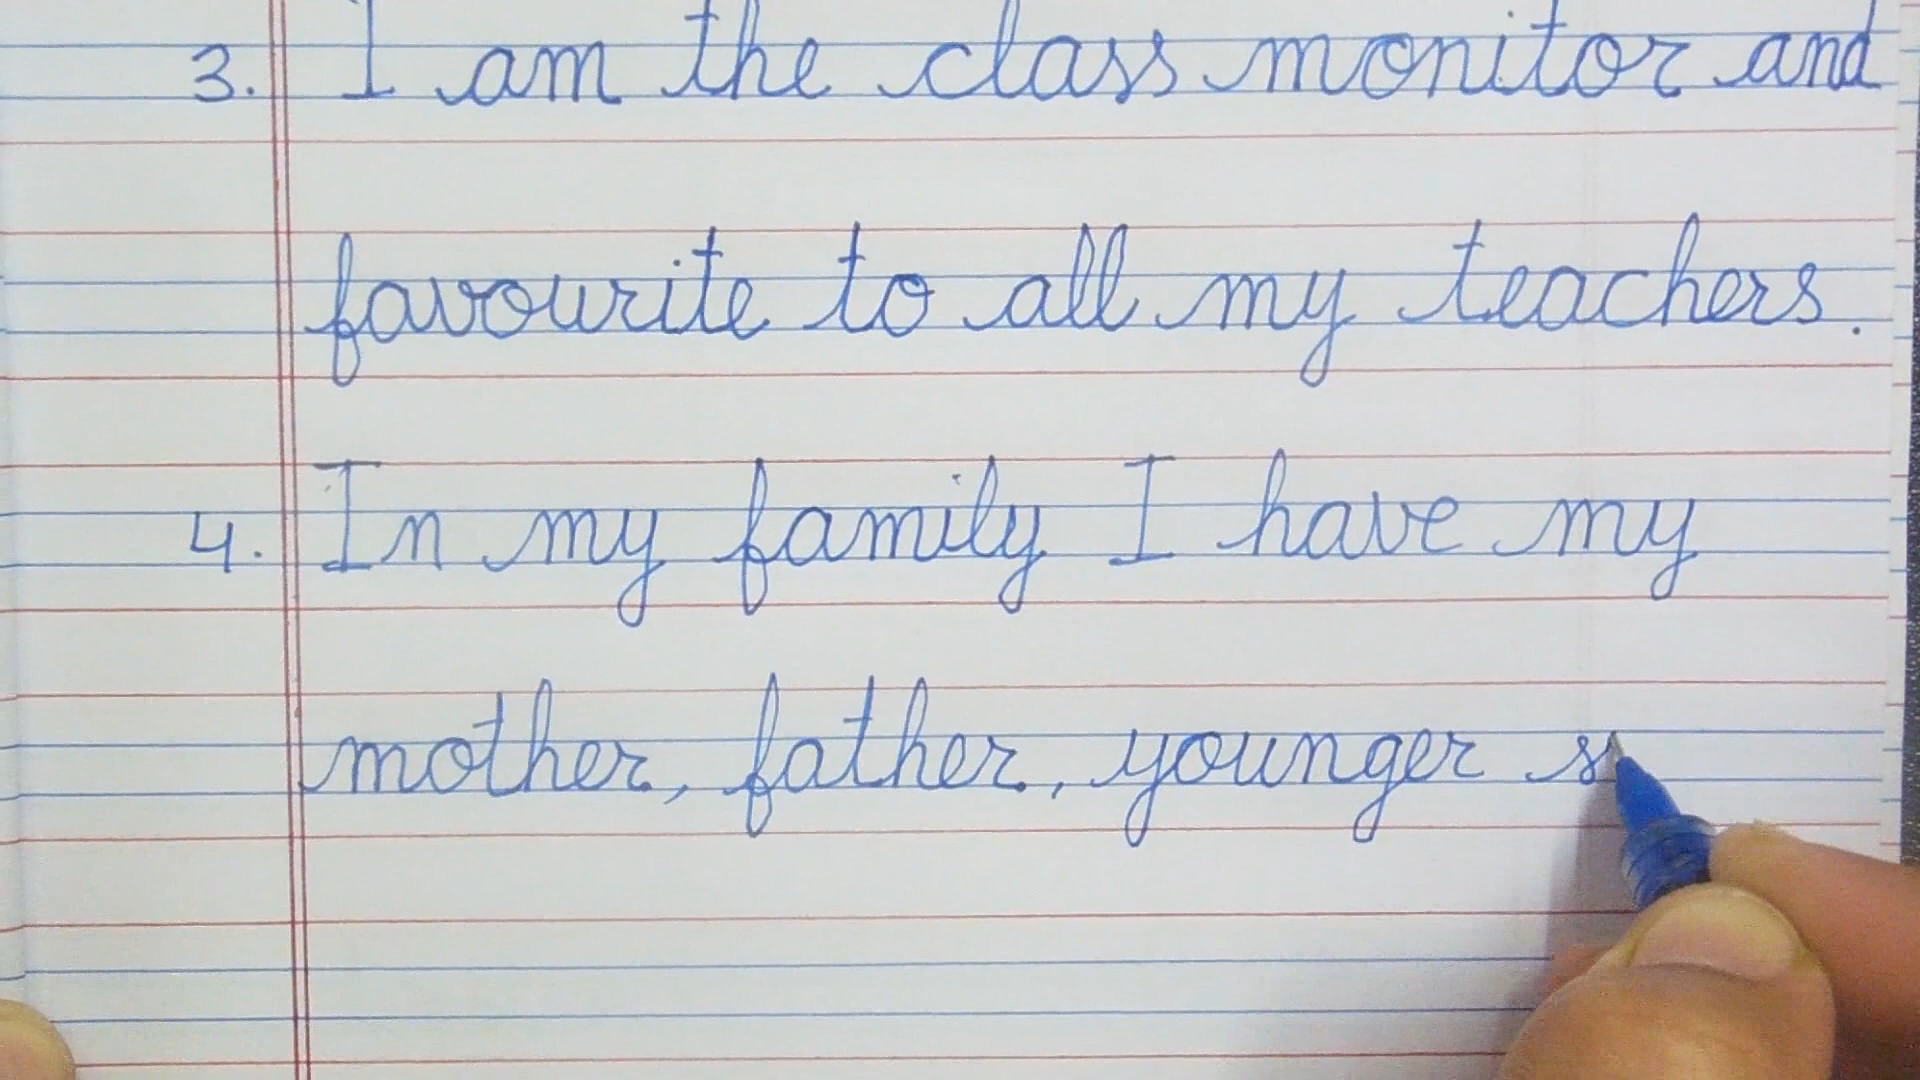 3. I am the class monitor and
favourite to all my teachers.
4. In my family I have my
mother, father, younger s